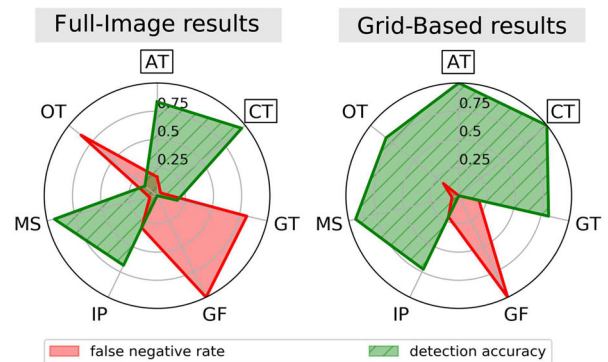 Full-Image results
Grid-Based results
AT
CT
GT
GF
IP
MS
OT
0.75
0.5
0.25
AT
CT
GT
GF
IP
MS
OT
0.75
0.5
0.25
false negative rate
detection accuracy